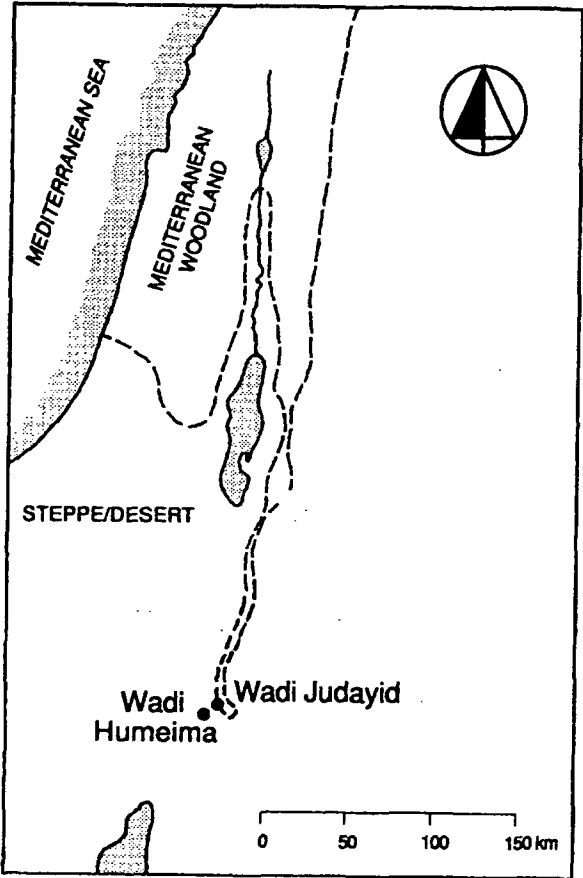 MEDITERRANEAN SEA
MEDITERRANEAN
WOODLAND
STEPPE/DESERT
Wadi Judayid
Wadi
Humeima
0 50 100 150 km